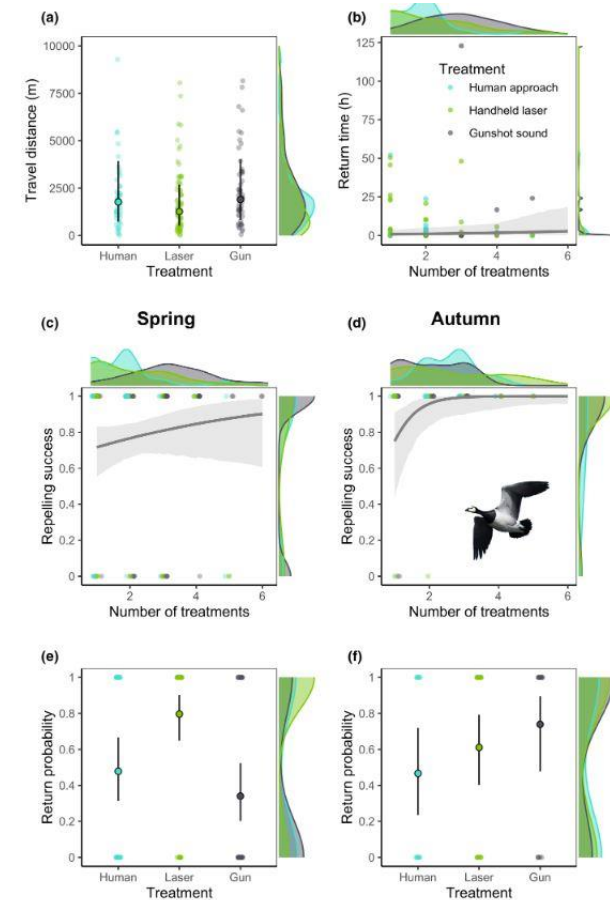 (a)
10000
7500
5000
2500
0
Travel distance (m)
Human Laser Gun
Treatment
(b)
125
100
75
50
25
0
Return time (h)
Treatment
Human approach
Handheld laser
Gunshot sound
2 4 6
Number of treatments
(c) Spring
1
0.8
0.6
0.4
0.2
0
Repelling success
2 4 6
Number of treatments
(d) Autumn
1
0.8
0.6
0.4
0.2
0
Repelling success
2 4 6
Number of treatments
(e)
1
0.8
0.6
0.4
0.2
0
Return probability
Human Laser Gun
Treatment
(f)
1
0.8
0.6
0.4
0.2
0
Return probability
Human Laser Gun
Treatment